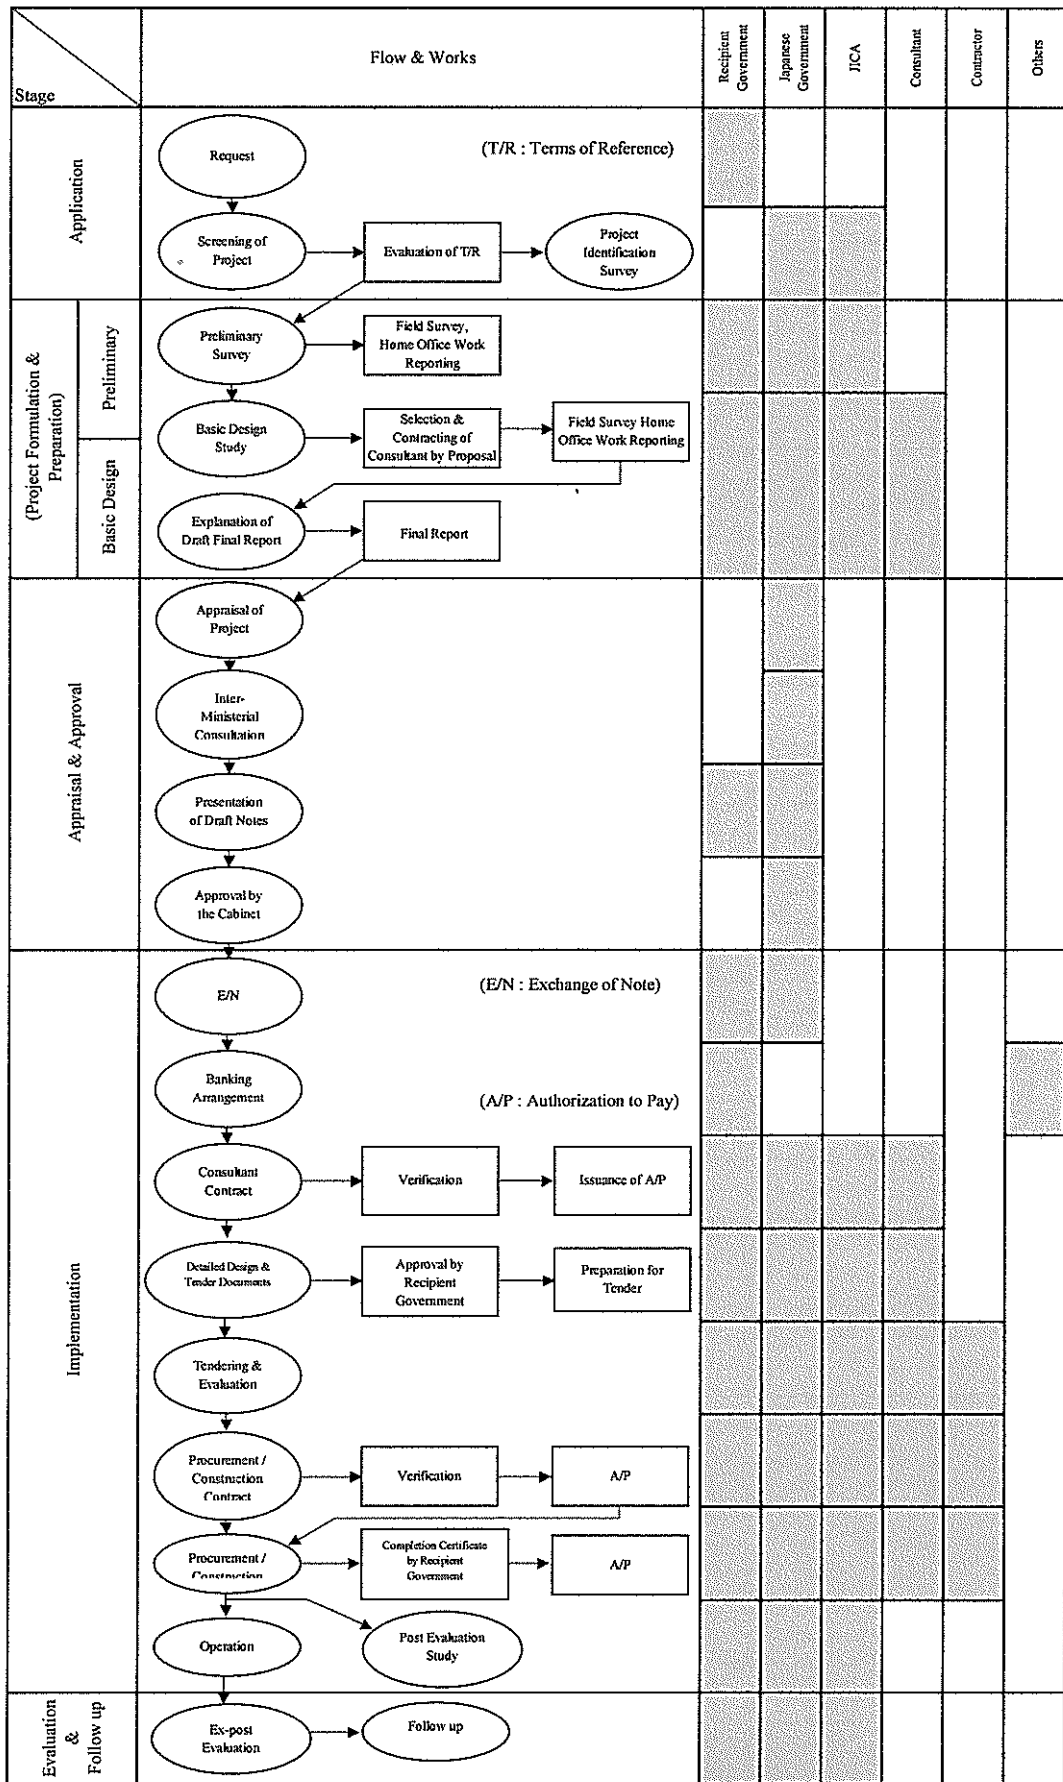 Stage
Flow & Works
Recipient
Government
Japanese
Government
JICA
Consultant
Contractor
Others
Application
Request
(T/R : Terms of Reference)
Screening of
Project
Evaluation of T/R
Project
Identification
Survey
(Project Formulation &
Preparation)
Preliminary
Preliminary
Survey
Field Survey,
Home Office Work
Reporting
Basic Design
Study
Selection &
Contracting of
Consultant by Proposal
Field Survey Home
Office Work Reporting
Basic Design
Explanation of
Draft Final Report
Final Report
Appraisal & Approval
Appraisal of
Project
Inter-
Ministerial
Consultation
Presentation
of Draft Notes
Approval by
the Cabinet
Implementation
E/N
(E/N : Exchange of Note)
Banking
Arrangement
(A/P : Authorization to Pay)
Consultant
Contract
Verification
Issuance of A/P
Detailed Design &
Tender Documents
Approval by
Recipient
Government
Preparation for
Tender
Tendering &
Evaluation
Procurement /
Construction
Contract
Verification
A/P
Procurement /
Construction
Completion Certificate
by Recipient
Government
A/P
Operation
Post Evaluation
Study
Evaluation
&
Follow up
Ex-post
Evaluation
Follow up